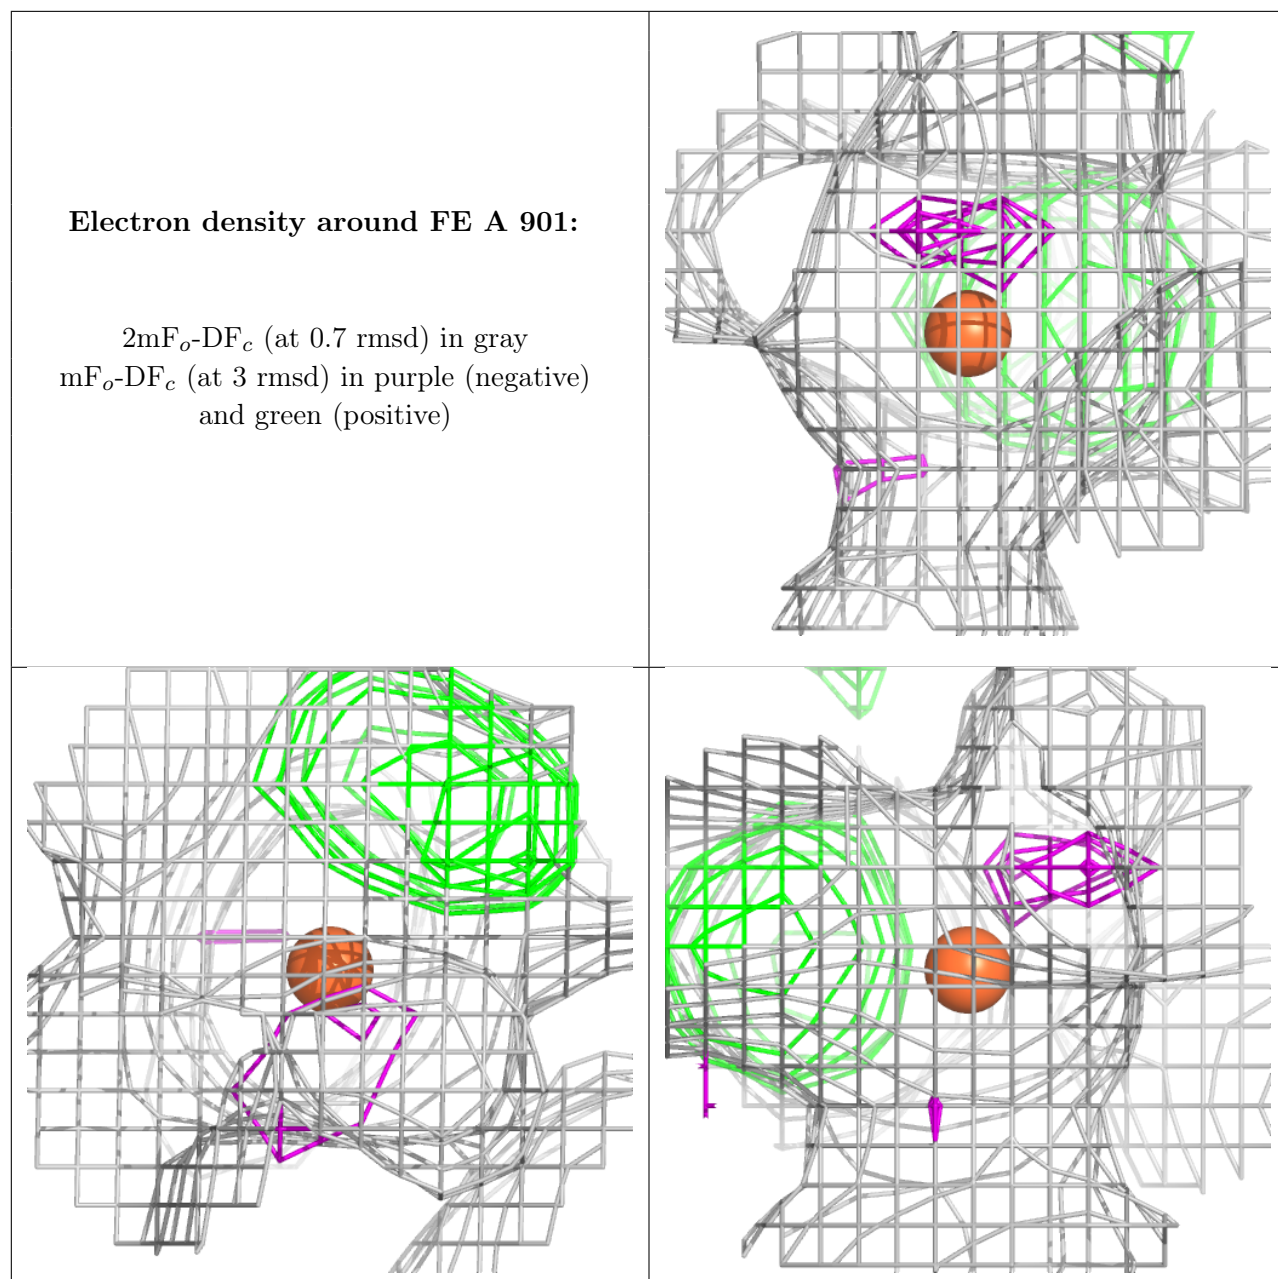 Electron density around FE A 901:
2mFo-DFc (at 0.7 rmsd) in gray
mFo-DFc (at 3 rmsd) in purple (negative)
and green (positive)